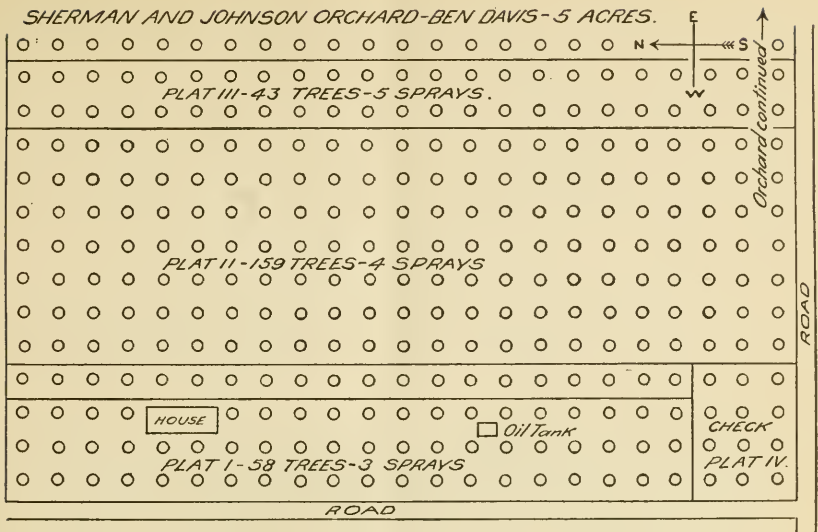 SHERMAN AND JOHNSON ORCHARD-BEN DAVIS-5 ACRES.
E
N S
W
Orchard continued
PLAT III-43 TREES-5 SPRAYS.
PLAT II-159 TREES-4 SPRAYS
ROAD
HOUSE
Oil Tank
CHECK
PLAT IV.
PLAT I-58 TREES-3 SPRAYS
ROAD